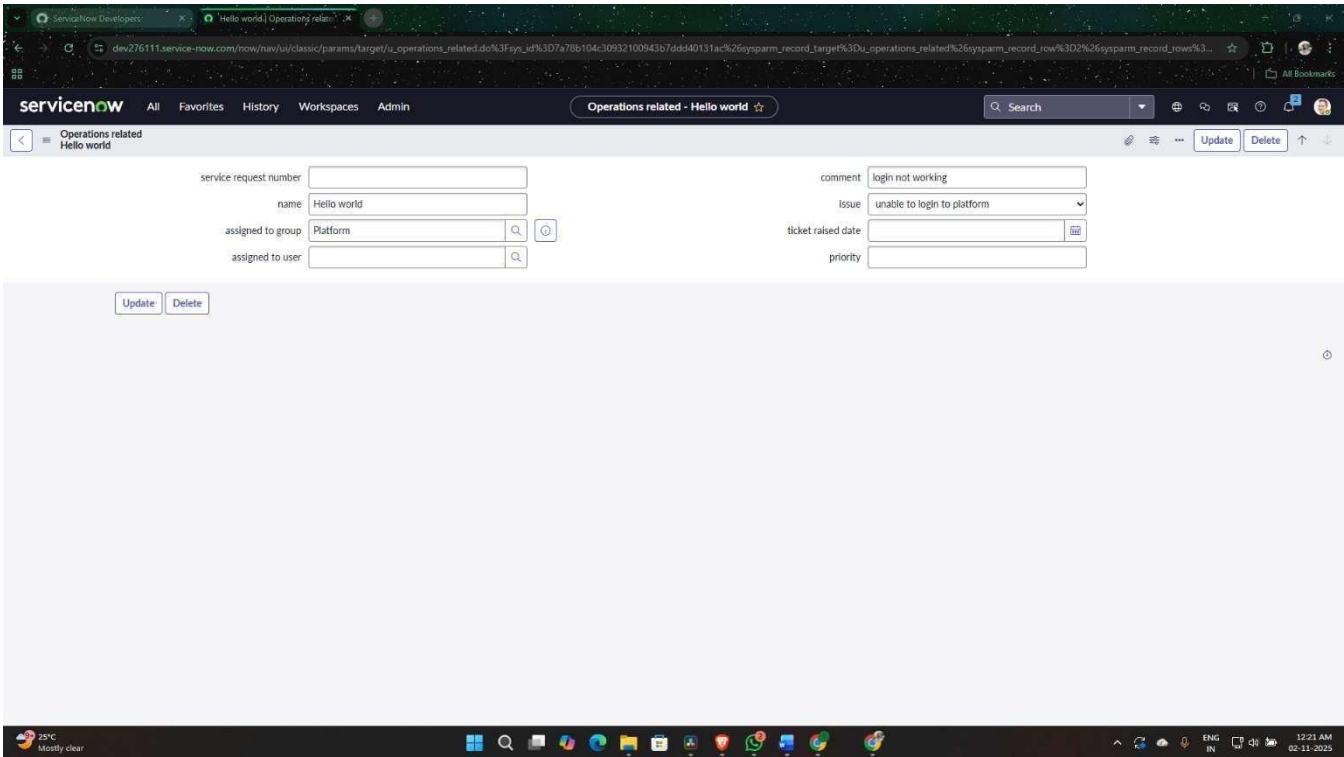 ServiceNow Developers
Hello world | Operations relate
dev276111.service-now.com/now/nav/ui/classic/params/target/u_operations_related.do%3Fsys_id%3D7a78b104c30932100943b7ddd40131ac%26sysparm_record_target%3Du_operations_related%26sysparm_record_row%3D2%26sysparm_record_rows%3...
All Bookmarks
servicenow All Favorites History Workspaces Admin Operations related - Hello world Search 2
Operations related
Hello world
Update Delete
service request number
comment login not working
name Hello world
issue unable to login to platform
assigned to group Platform
ticket raised date
assigned to user
priority
Update Delete
25°C
Mostly clear
2
ENG
IN
12:21 AM
02-11-2025